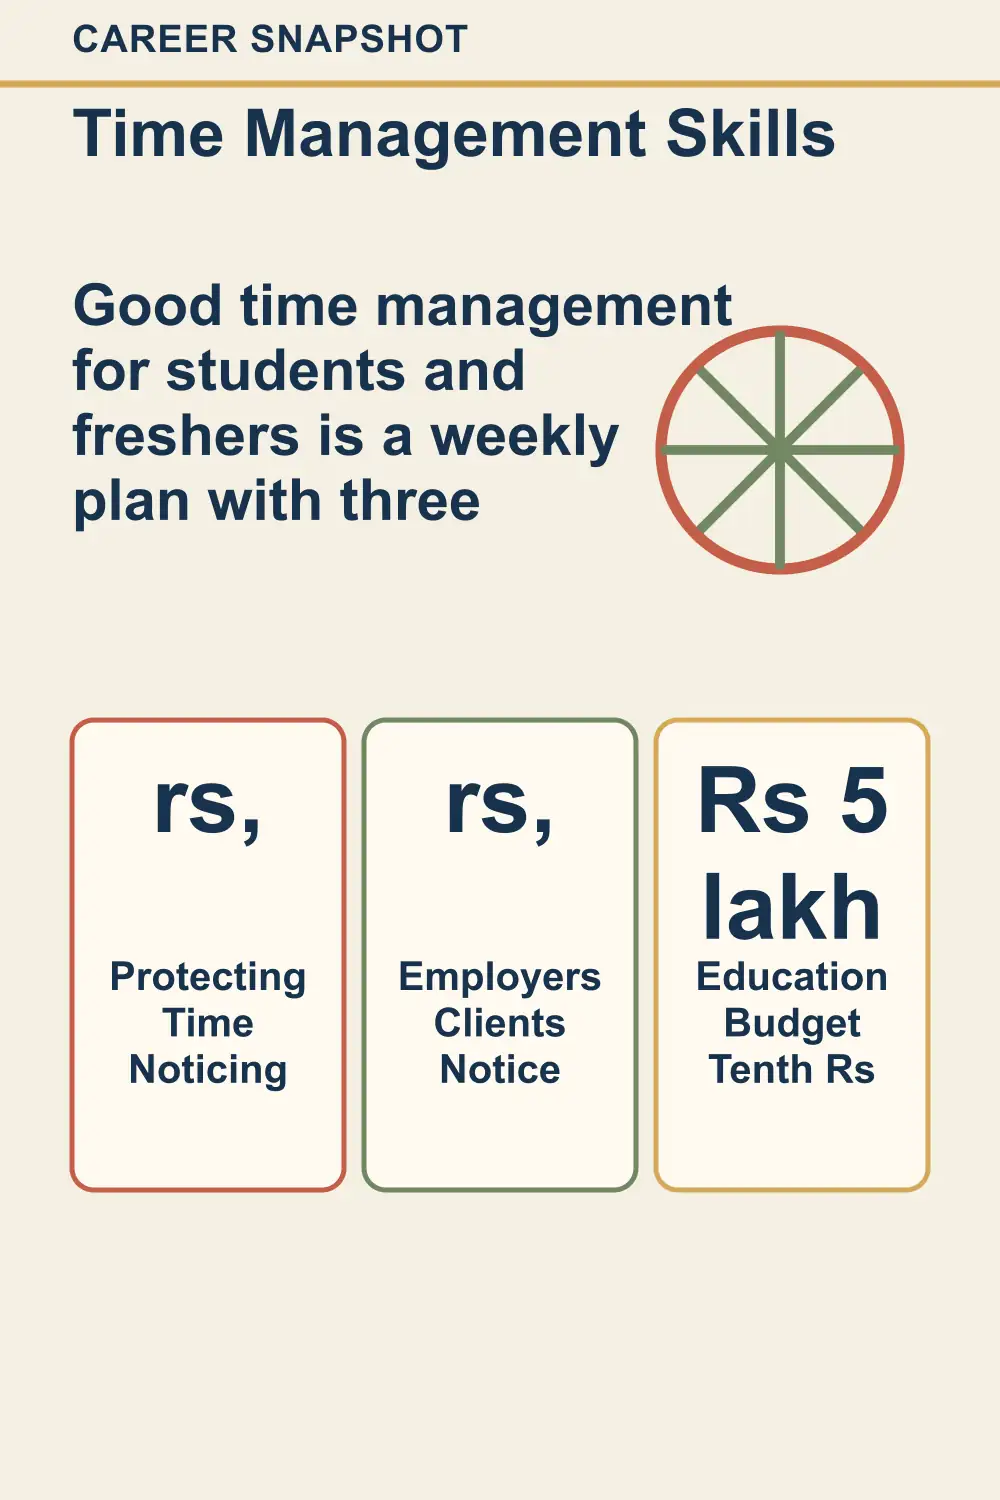 CAREER SNAPSHOT
Time Management Skills
Good time management
for students and
freshers is a weekly
plan with three
rs,
Protecting
Time
Noticing
rs,
Employers
Clients
Notice
Rs 5
lakh
Education
Budget
Tenth Rs